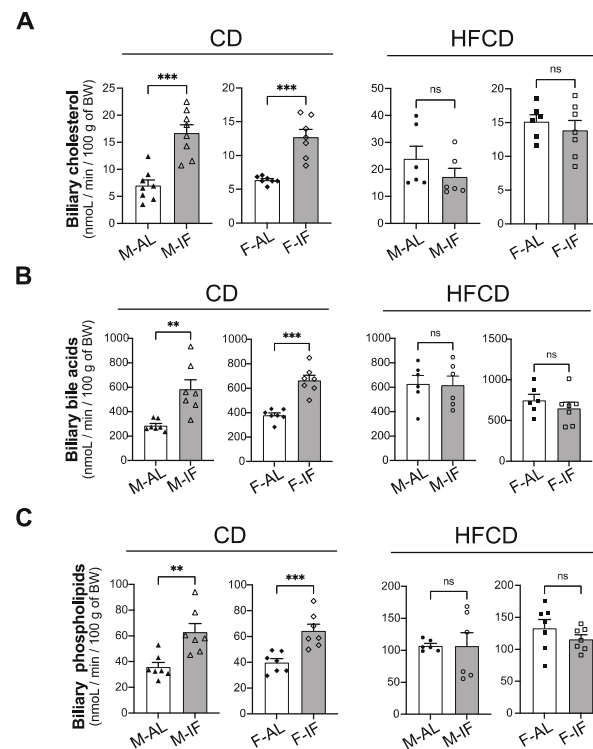 A
CD
HFCD
Biliary cholesterol
(nmoL / min / 100 g of BW)
25
20
15
10
5
0
***
M-AL
M-IF
20
15
10
5
0
***
F-AL
F-IF
50
40
30
20
10
0
ns
M-AL
M-IF
20
15
10
5
0
ns
F-AL
F-IF
B
CD
HFCD
Biliary bile acids
(nmoL / min / 100 g of BW)
1000
800
600
400
200
0
**
M-AL
M-IF
1000
800
600
400
200
0
***
F-AL
F-IF
1000
800
600
400
200
0
ns
M-AL
M-IF
1500
1000
500
0
ns
F-AL
F-IF
C
CD
HFCD
Biliary phospholipids
(nmoL / min / 100 g of BW)
100
80
60
40
20
0
**
M-AL
M-IF
100
80
60
40
20
0
***
F-AL
F-IF
200
150
100
50
0
ns
M-AL
M-IF
200
150
100
50
0
ns
F-AL
F-IF